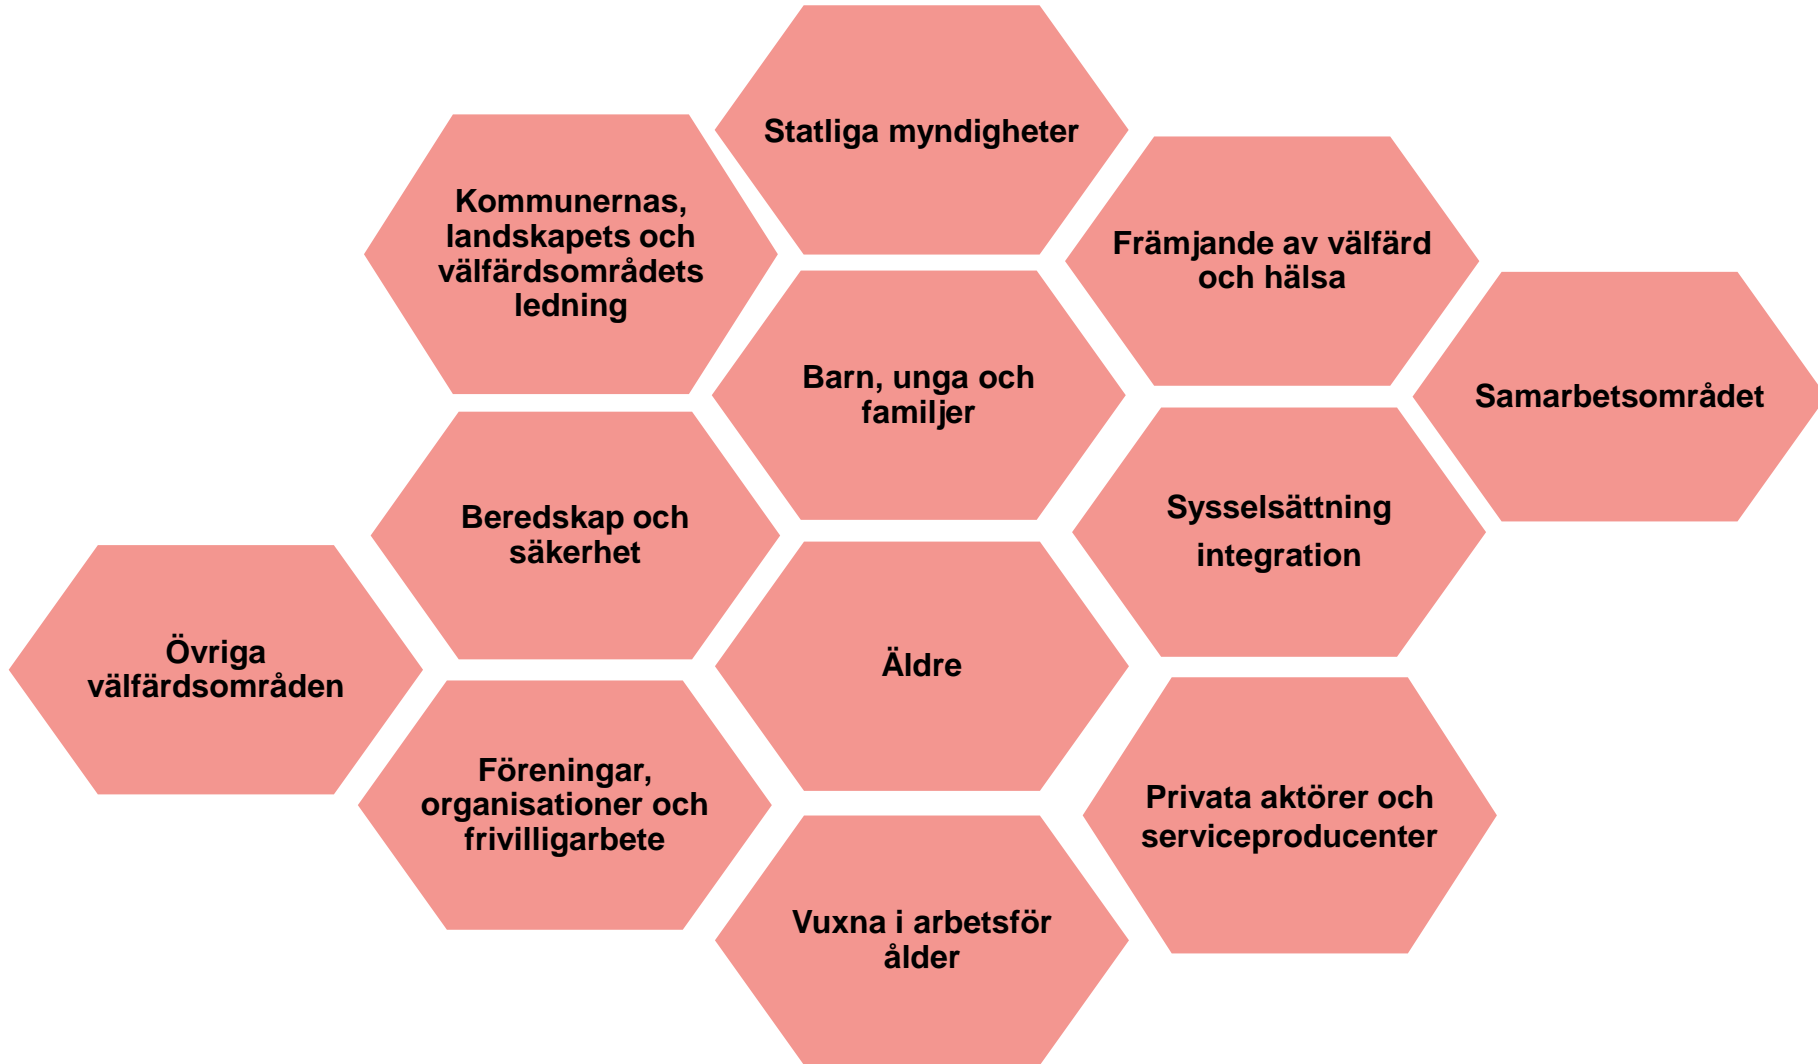 Statliga myndigheter
Kommunernas,
landskapets och
välfärdsområdets
ledning
Främjande av välfärd
och hälsa
Barn, unga och
familjer
Samarbetsområdet
Beredskap och
säkerhet
Sysselsättning
integration
Övriga
välfärdsområden
Äldre
Föreningar,
organisationer och
frivilligarbete
Privata aktörer och
serviceproducenter
Vuxna i arbetsför
ålder